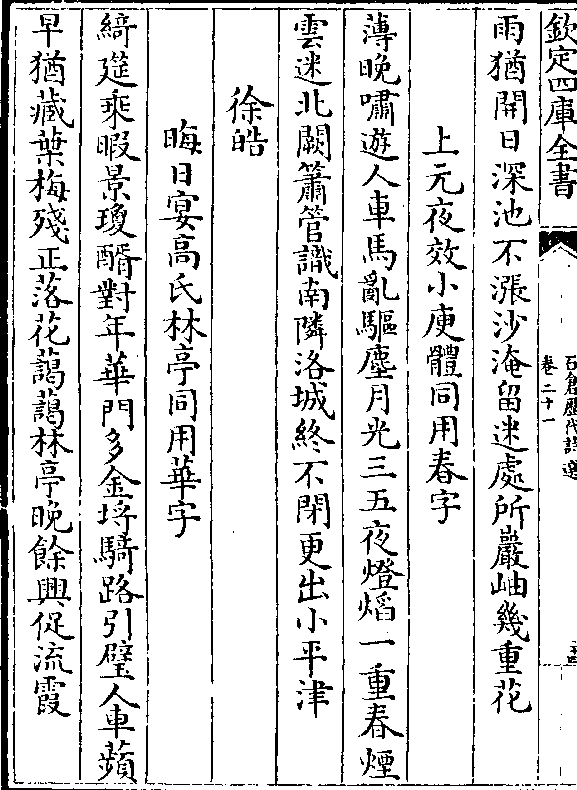 欽定四庫全書
石倉歷代詩選
卷二十一
雨猶開日深池不漲沙淹留迷處所巖岫幾重花
上元夜效小庾體同用春字
薄晚嘯遊人車馬亂驅塵月光三五夜燈熖一重春煙
雲迷北闕簫管識南隣洛城終不閉更出小平津
徐皓
晦日宴高氏林亭同用華字
綺筵乘暇景瓊醑對年華門多金埒騎路引璧人車蘋
早猶藏葉梅殘正落花藹藹林亭晚餘興促流霞